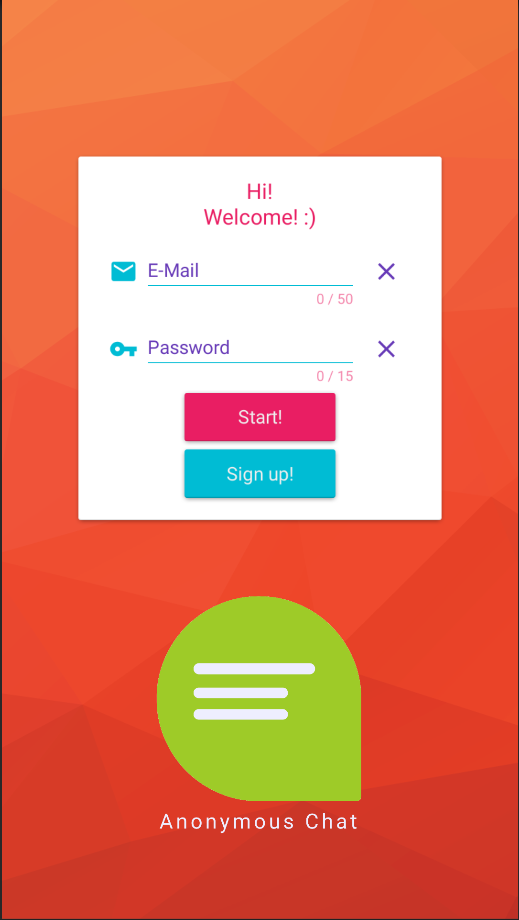 Hi!
Welcome! :)
E-Mail
0 / 50
Password
0 / 15
Start!
Sign up!
Anonymous Chat